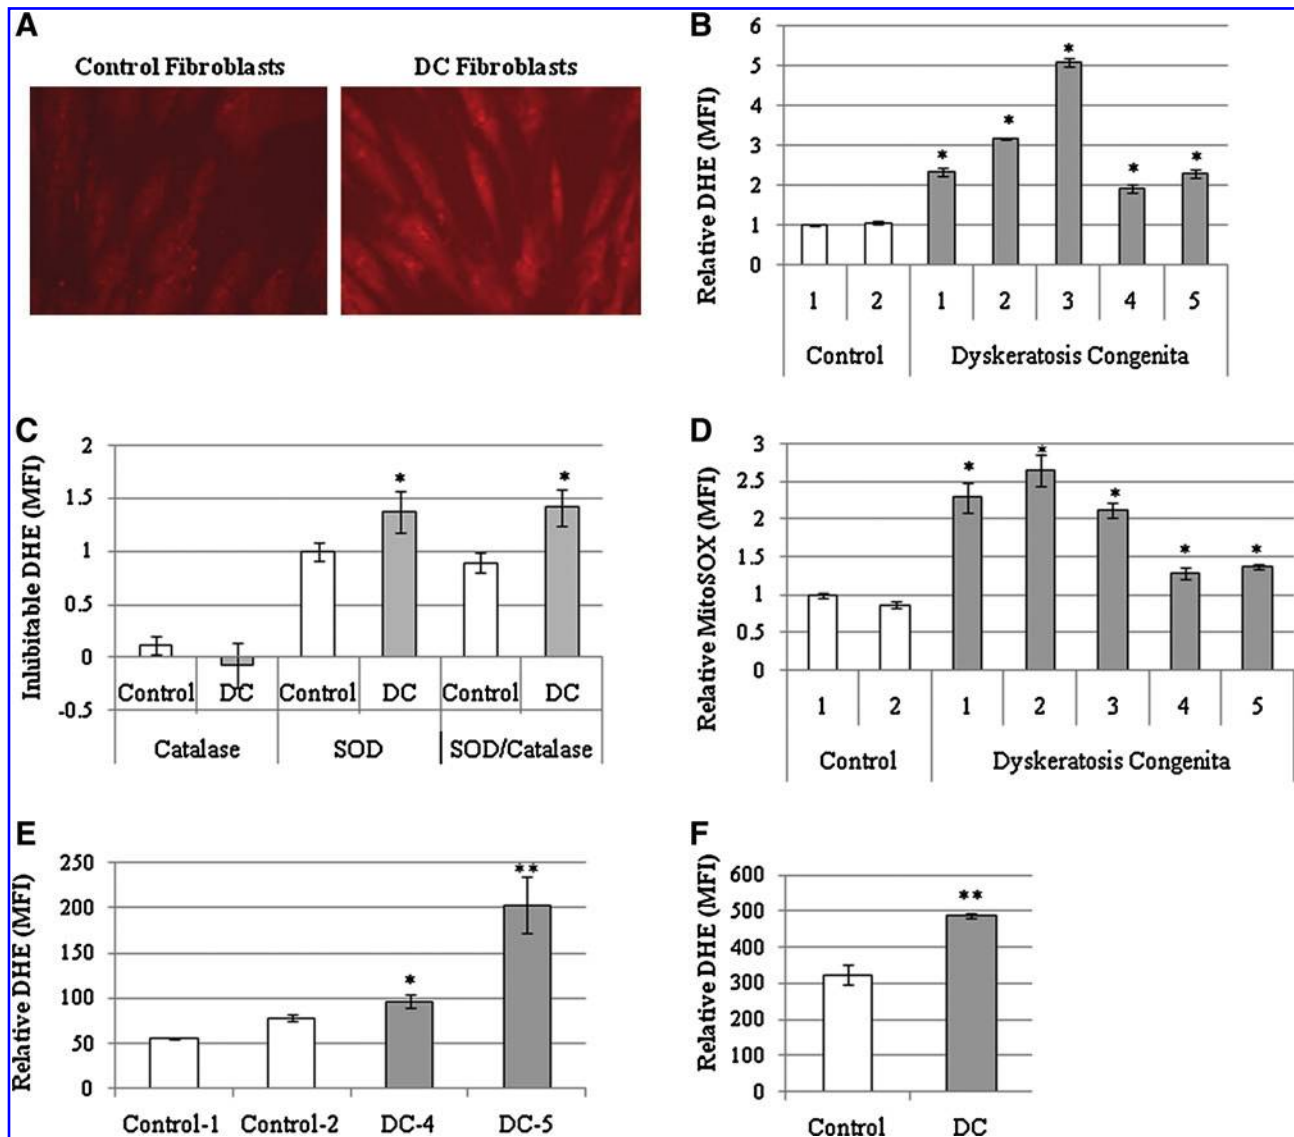 A
Control Fibroblasts
DC Fibroblasts
B
Relative DHE (MFI)
6
5
4
3
2
1
0
*
*
*
*
*
1 2 1 2 3 4 5
Control Dyskeratosis Congenita
C
Inhibitable DHE (MFI)
2
1.5
1
0.5
0
-0.5
*
*
Control DC Control DC Control DC
Catalase SOD SOD/Catalase
D
Relative MitoSOX (MFI)
3
2.5
2
1.5
1
0.5
0
*
*
*
*
*
1 2 1 2 3 4 5
Control Dyskeratosis Congenita
E
Relative DHE (MFI)
250
200
150
100
50
0
*
**
Control-1 Control-2 DC-4 DC-5
F
Relative DHE (MFI)
600
500
400
300
200
100
0
**
Control DC